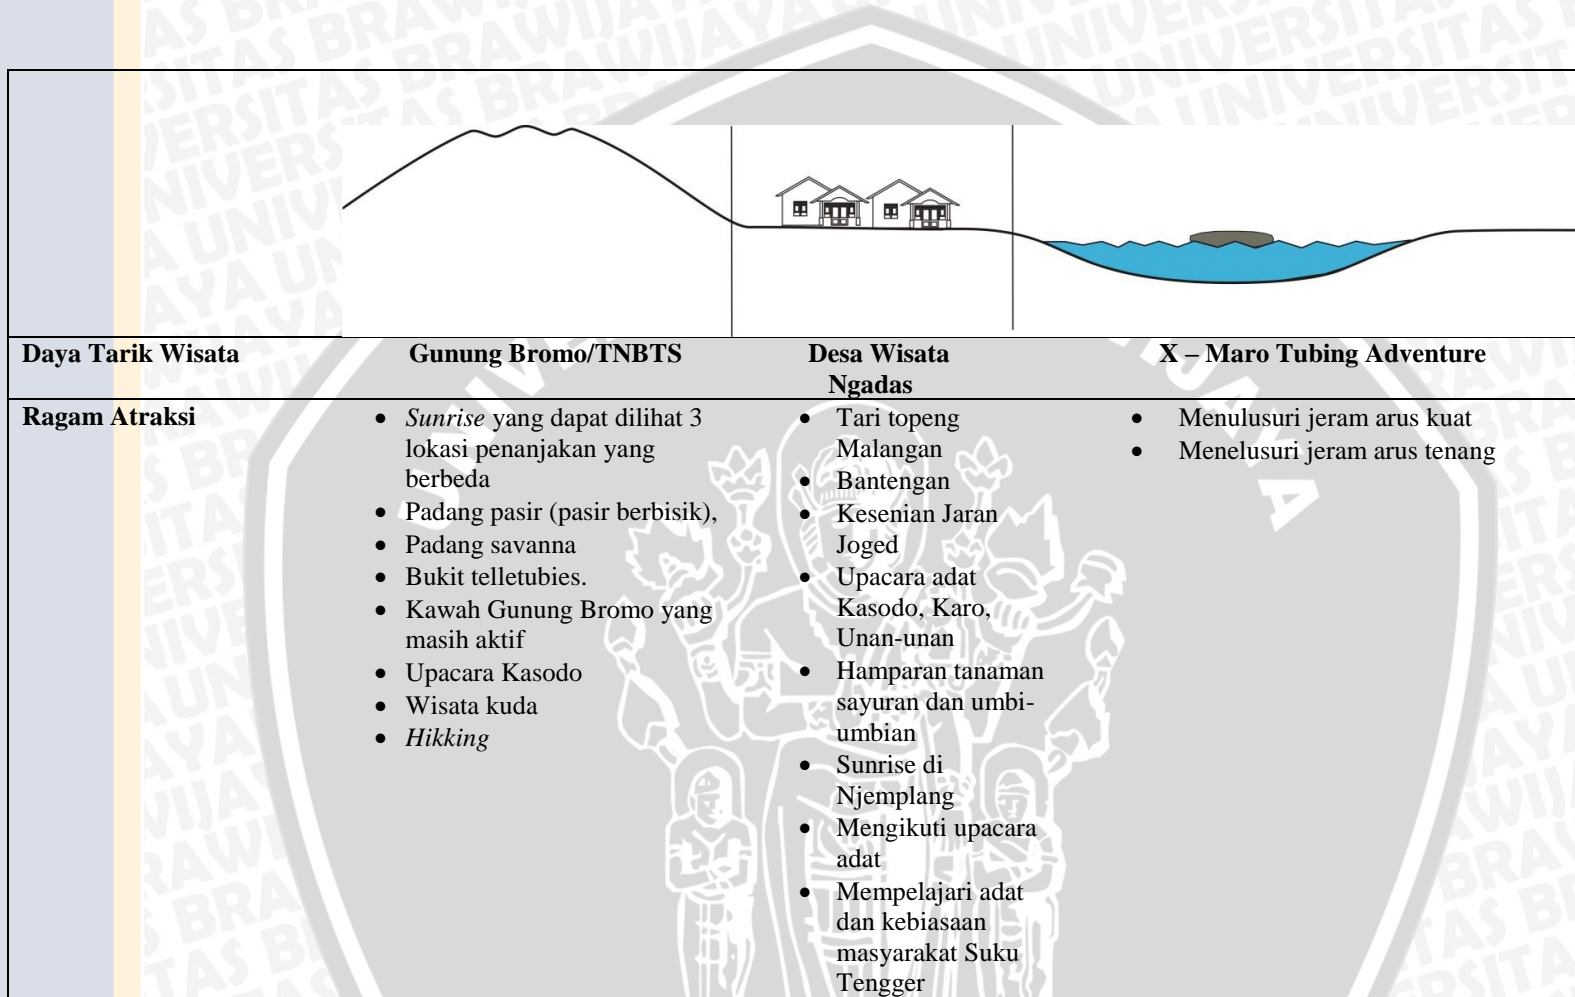 Daya Tarik Wisata
Gunung Bromo/TNBTS
Desa Wisata
Ngadas
X – Maro Tubing Adventure
Ragam Atraksi
• Sunrise yang dapat dilihat 3
lokasi penanjakan yang
berbeda
• Padang pasir (pasir berbisik),
• Padang savanna
• Bukit telletubies.
• Kawah Gunung Bromo yang
masih aktif
• Upacara Kasodo
• Wisata kuda
• Hikking
• Tari topeng
Malangan
• Bantengan
• Kesenian Jaran
Joged
• Upacara adat
Kasodo, Karo,
Unan-unan
• Hamparan tanaman
sayuran dan umbi-
umbian
• Sunrise di
Njemplang
• Mengikuti upacara
adat
• Mempelajari adat
dan kebiasaan
masyarakat Suku
Tengger
• Menulusuri jeram arus kuat
• Menelusuri jeram arus tenang